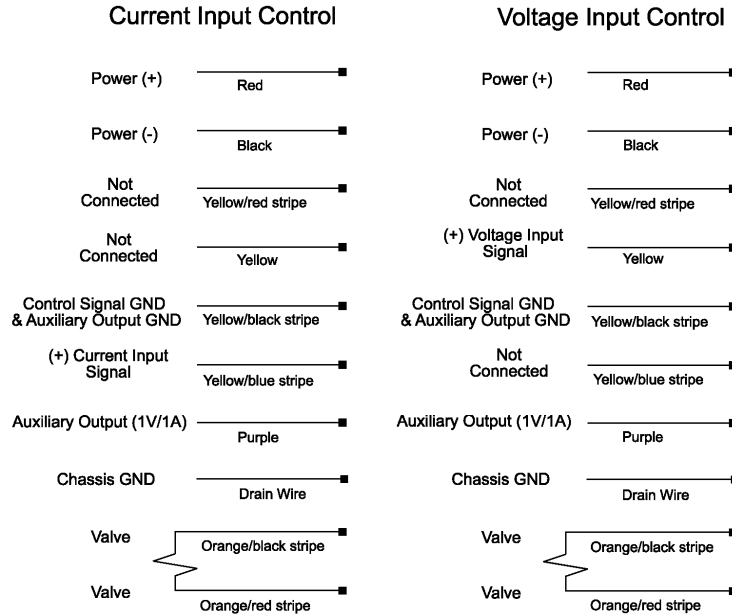 Current Input Control
Power (+)
Red
Power (-)
Black
Not
Connected
Yellow/red stripe
Not
Connected
Yellow
Control Signal GND
& Auxiliary Output GND
Yellow/black stripe
(+) Current Input
Signal
Yellow/blue stripe
Auxiliary Output (1V/1A)
Purple
Chassis GND
Drain Wire
Valve
Orange/black stripe
Valve
Orange/red stripe
Voltage Input Control
Power (+)
Red
Power (-)
Black
Not
Connected
Yellow/red stripe
(+) Voltage Input
Signal
Yellow
Control Signal GND
& Auxiliary Output GND
Yellow/black stripe
Not
Connected
Yellow/blue stripe
Auxiliary Output (1V/1A)
Purple
Chassis GND
Drain Wire
Valve
Orange/black stripe
Valve
Orange/red stripe